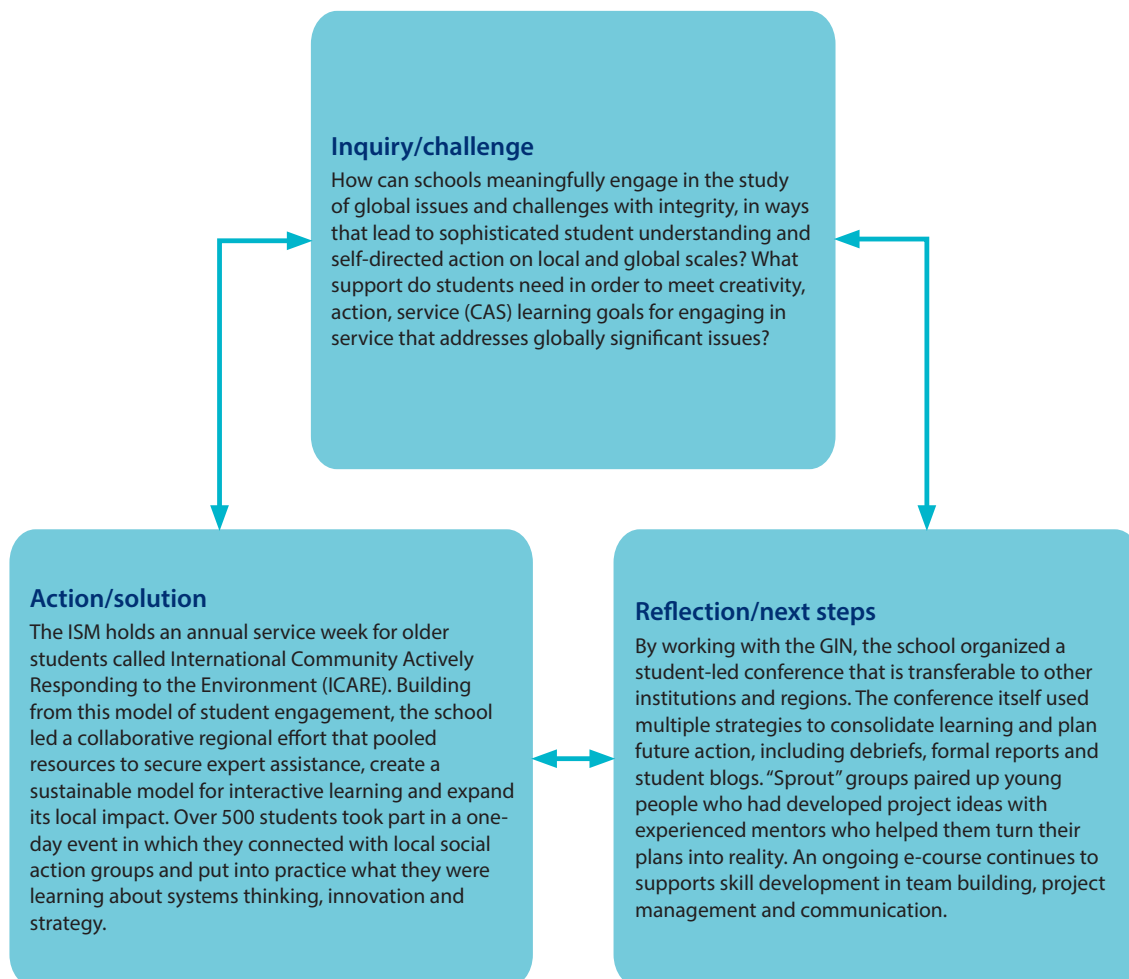 Inquiry/challenge
How can schools meaningfully engage in the study
of global issues and challenges with integrity, in ways
that lead to sophisticated student understanding and
self-directed action on local and global scales? What
support do students need in order to meet creativity,
action, service (CAS) learning goals for engaging in
service that addresses globally significant issues?
Action/solution
The ISM holds an annual service week for older
students called International Community Actively
Responding to the Environment (ICARE). Building
from this model of student engagement, the school
led a collaborative regional effort that pooled
resources to secure expert assistance, create a
sustainable model for interactive learning and expand
its local impact. Over 500 students took part in a one-
day event in which they connected with local social
action groups and put into practice what they were
learning about systems thinking, innovation and
strategy.
Reflection/next steps
By working with the GIN, the school organized a
student-led conference that is transferable to other
institutions and regions. The conference itself used
multiple strategies to consolidate learning and plan
future action, including debriefs, formal reports and
student blogs. “Sprout” groups paired up young
people who had developed project ideas with
experienced mentors who helped them turn their
plans into reality. An ongoing e-course continues to
supports skill development in team building, project
management and communication.